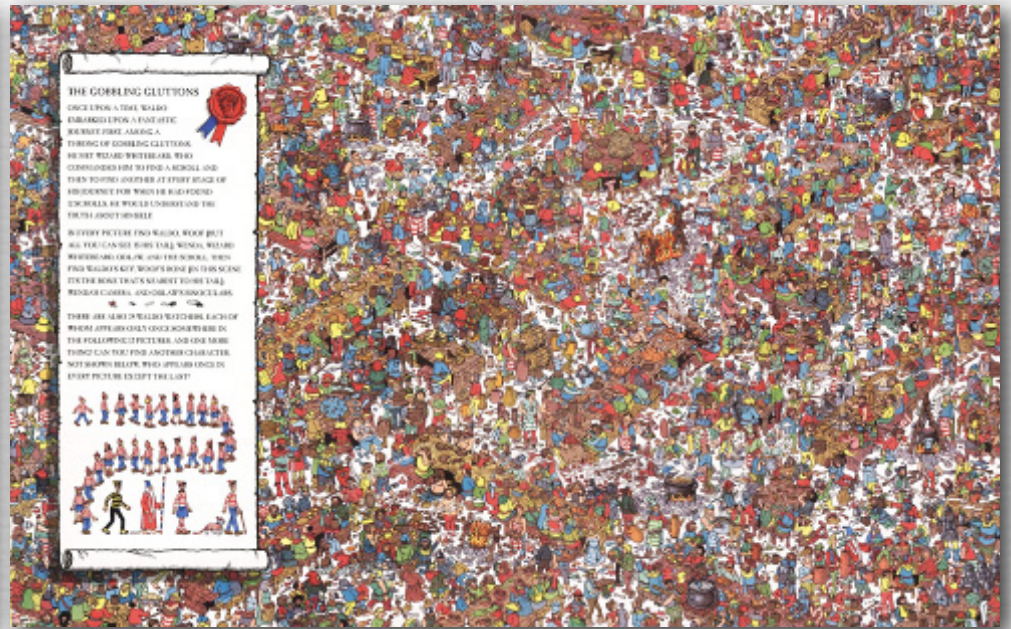 THE GOBBLING GLUTTONS
ONCE UPON A TIME, WALDO
EMBARKED UPON A FANTASTIC
JOURNEY. FIRST, AMONG A
THRONG OF GOBBLING GLUTTONS,
HE MET WIZARD WHITEBEARD, WHO
COMMANDED HIM TO FIND A SCROLL AND
THEN TO FIND ANOTHER AT EVERY STAGE OF
HIS JOURNEY. FOR WHEN HE HAD FOUND
12 SCROLLS, HE WOULD UNDERSTAND THE
TRUTH ABOUT HIMSELF.
IN EVERY PICTURE FIND WALDO, WOOF (BUT
ALL YOU CAN SEE IS HIS TAIL), WENDA, WIZARD
WHITEBEARD, ODLAW, AND THE SCROLL. THEN
FIND WALDO'S KEY, WOOF'S BONE (IN THIS SCENE
IT'S THE BONE THAT'S NEAREST TO HIS TAIL),
WENDA'S CAMERA, AND ODLAW'S BINOCULARS.
THERE ARE ALSO 25 WALDO-WATCHERS, EACH OF
WHOM APPEARS ONLY ONCE SOMEWHERE IN
THE FOLLOWING 12 PICTURES. AND ONE MORE
THING! CAN YOU FIND ANOTHER CHARACTER,
NOT SHOWN BELOW, WHO APPEARS ONCE IN
EVERY PICTURE EXCEPT THE LAST?